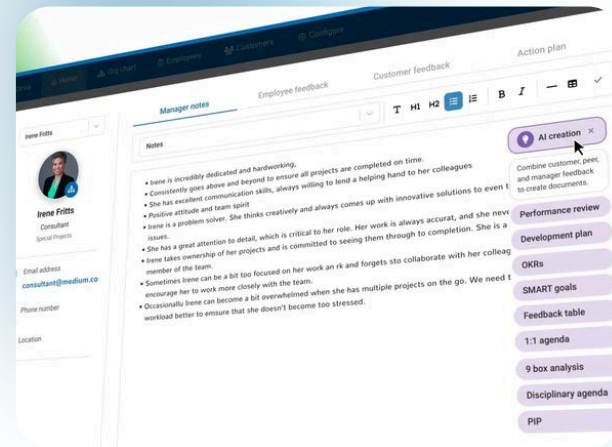 Home
Org chart
Employees
Customers
Configure
Manager notes
Employee feedback
Customer feedback
Action plan
Irene Fritts
Irene Fritts
Consultant
Special Projects
Email address
consultant@medium.co
Phone number
Location
Notes
T H1 H2 B I
• Irene is incredibly dedicated and hardworking,
• Consistently goes above and beyond to ensure all projects are completed on time.
• She has excellent communication skills, always willing to lend a helping hand to her colleagues
• Positive attitude and team spirit
• Irene is a problem solver. She thinks creatively and always comes up with innovative solutions to even t
issues.
• She has a great attention to detail, which is critical to her role. Her work is always accurat, and she neve
• Irene takes ownership of her projects and is committed to seeing them through to completion. She is a
member of the team.
• Sometimes Irene can be a bit too focused on her work an rk and forgets sto collaborate with her colleag
encourage her to work more closely with the team.
• Occasionallu Irene can become a bit overwhelmed when she has multiple projects on the go. We need t
workload better to emsure that she doesn't become too stressed.
AI creation ×
Combine customer, peer,
and manager feedback
to create documents.
Performance review
Development plan
OKRs
SMART goals
Feedback table
1:1 agenda
9 box analysis
Disciplinary agenda
PIP